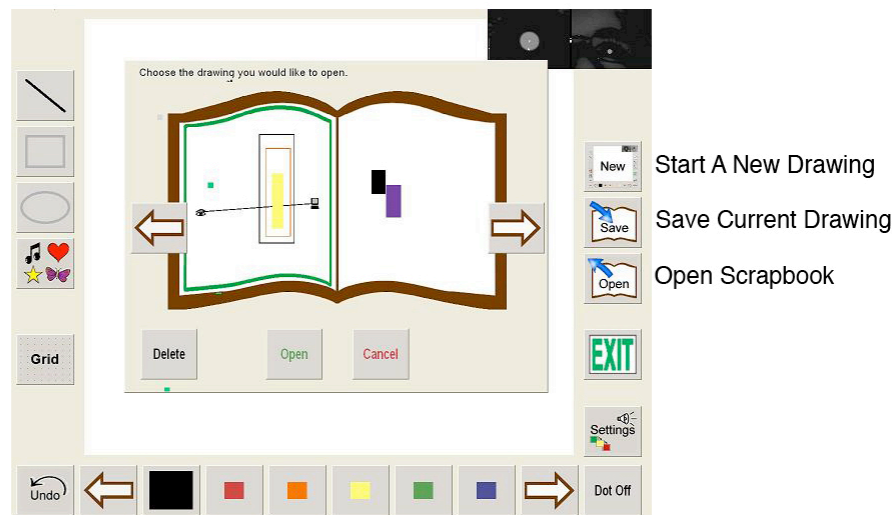 Choose the drawing you would like to open.
New
Start A New Drawing
Save
Save Current Drawing
Open
Open Scrapbook
Grid
Delete
Open
Cancel
EXIT
Settings
Undo
Dot Off